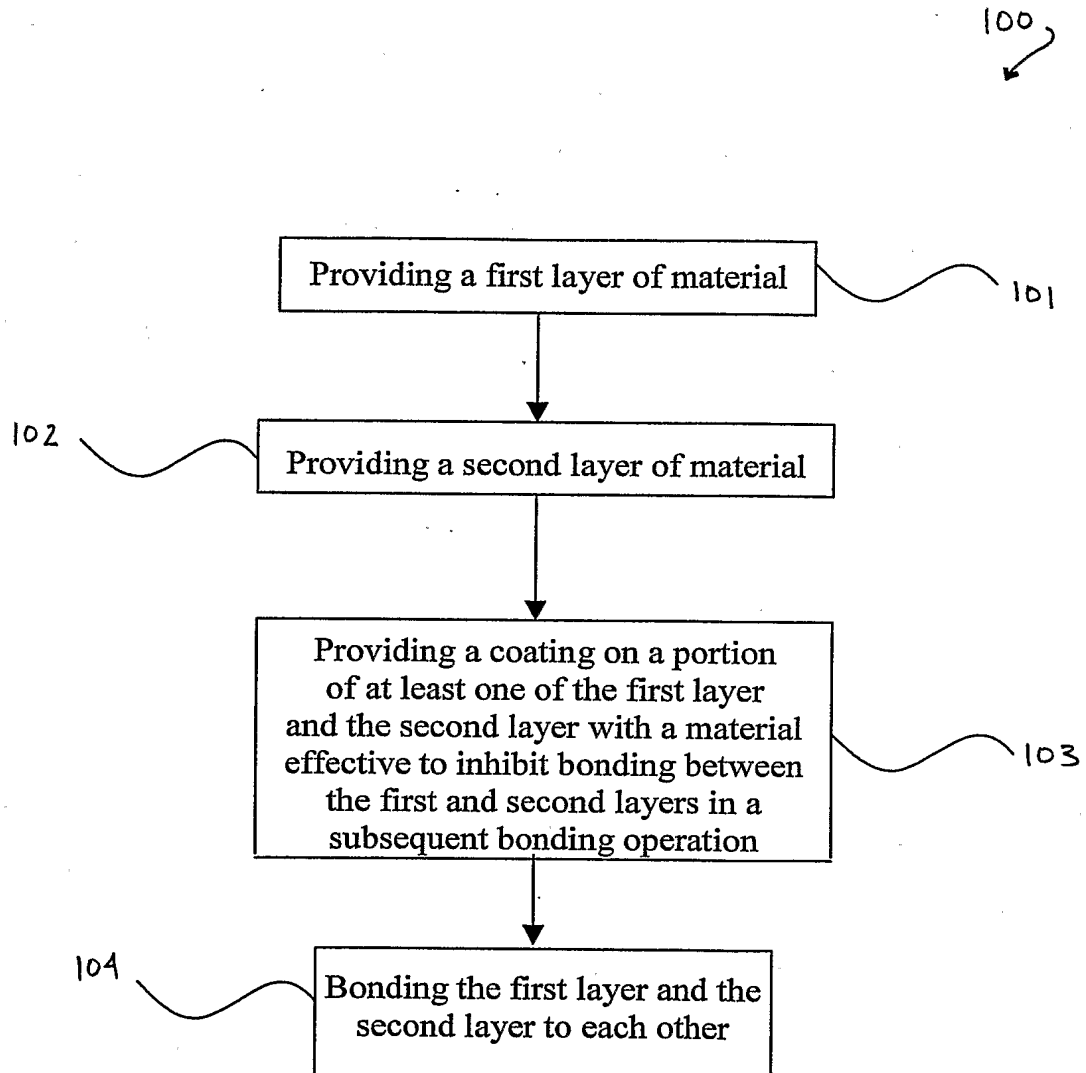 100
Providing a first layer of material
101
102
Providing a second layer of material
Providing a coating on a portion
of at least one of the first layer
and the second layer with a material
effective to inhibit bonding between
the first and second layers in a
subsequent bonding operation
103
104
Bonding the first layer and the
second layer to each other